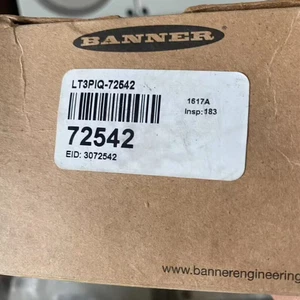 BANNER
LT3PIQ-72542
1617A
Insp: 183
72542
EID: 3072542
www.bannerengineering